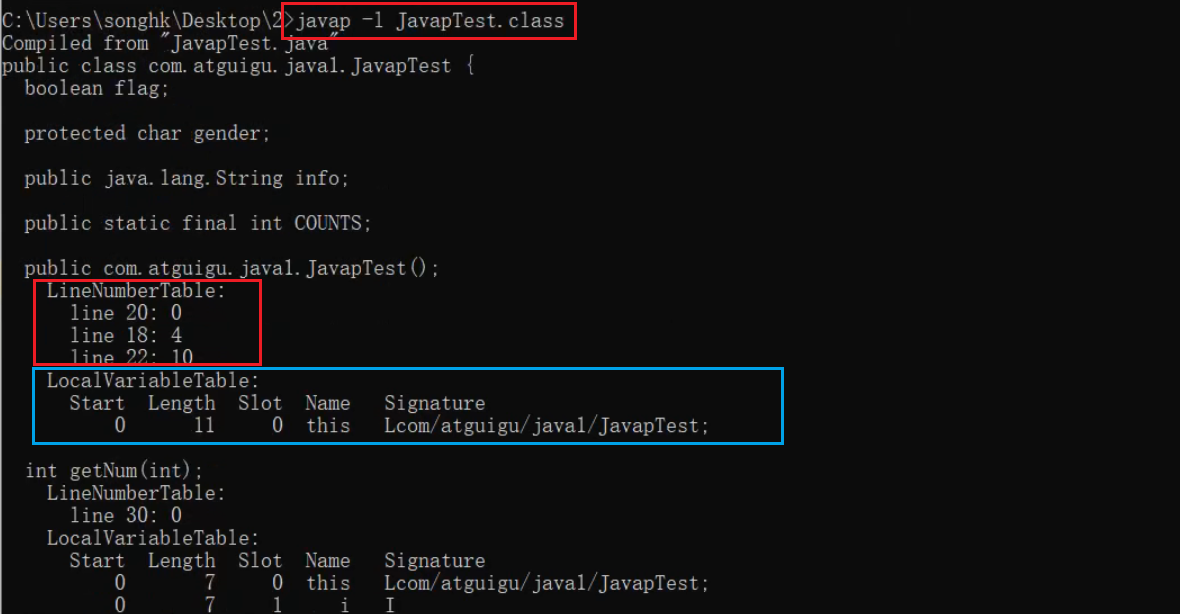 C:\Users\songhk\Desktop\2>javap -l JavapTest.class
Compiled from "JavapTest.java"
public class com.atguigu.java1.JavapTest {
  boolean flag;

  protected char gender;

  public java.lang.String info;

  public static final int COUNTS;

  public com.atguigu.java1.JavapTest();
    LineNumberTable:
      line 20: 0
      line 18: 4
      line 22: 10
    LocalVariableTable:
      Start  Length  Slot  Name   Signature
          0      11     0  this   Lcom/atguigu/java1/JavapTest;

  int getNum(int);
    LineNumberTable:
      line 30: 0
    LocalVariableTable:
      Start  Length  Slot  Name   Signature
          0       7     0  this   Lcom/atguigu/java1/JavapTest;
          0       7     1     i   I